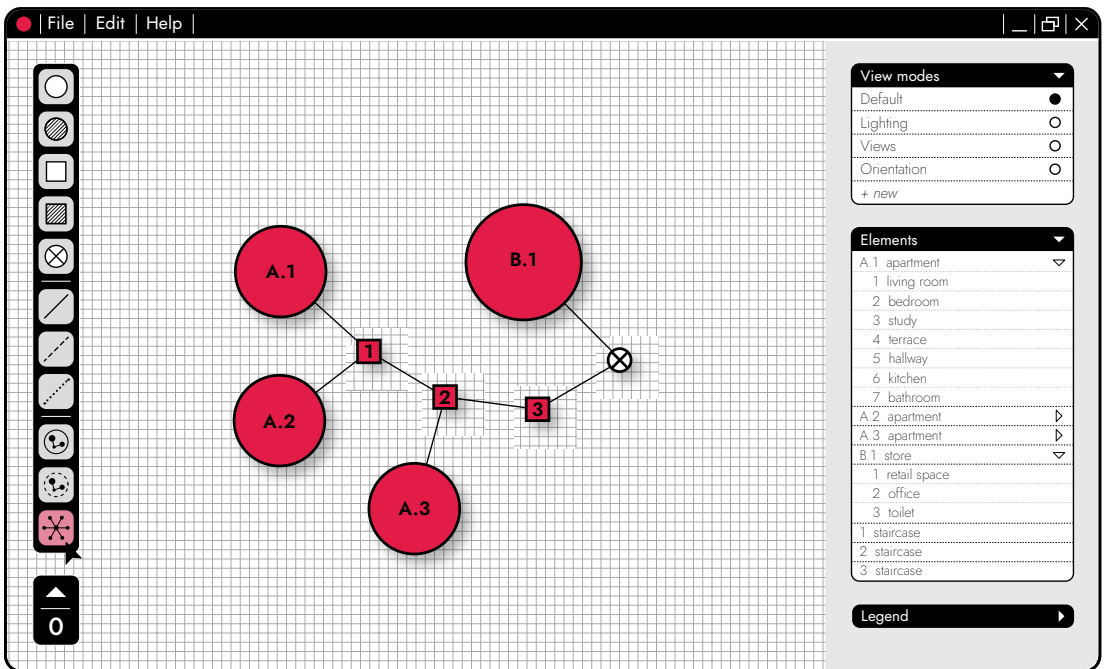 File | Edit | Help
View modes
Default
Lighting
Views
Orientation
+ new
Elements
A.1 apartment
1 living room
2 bedroom
3 study
4 terrace
5 hallway
6 kitchen
7 bathroom
A.2 apartment
A.3 apartment
B.1 store
1 retail space
2 office
3 toilet
1 staircase
2 staircase
3 staircase
Legend
A.1
B.1
1
2
3
A.2
A.3
0